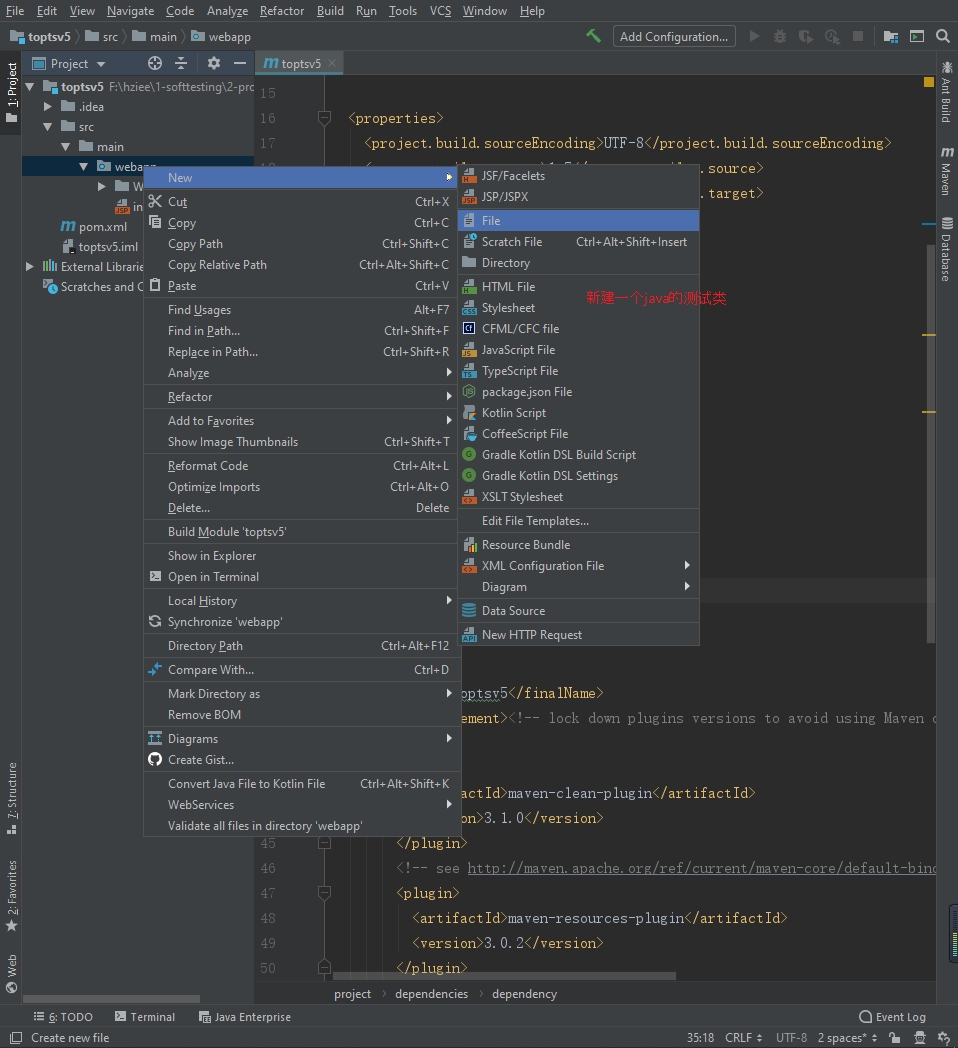 File Edit View Navigate Code Analyze Refactor Build Run Tools VCS Window Help
toptsv5 src main webapp Add Configuration...
1: Project
Project
toptsv5
toptsv5 F:\hziee\1-softtesting\2-pro
.idea
src
main
webapp
W
in
pom.xml
toptsv5.iml
External Librarie
Scratches and C
New
Cut Ctrl+X
Copy Ctrl+C
Copy Path Ctrl+Shift+C
Copy Relative Path Ctrl+Alt+Shift+C
Paste Ctrl+V
Find Usages Alt+F7
Find in Path... Ctrl+Shift+F
Replace in Path... Ctrl+Shift+R
Analyze
Refactor
Add to Favorites
Show Image Thumbnails Ctrl+Shift+T
Reformat Code Ctrl+Alt+L
Optimize Imports Ctrl+Alt+O
Delete... Delete
Build Module 'toptsv5'
Show in Explorer
Open in Terminal
Local History
Synchronize 'webapp'
Directory Path Ctrl+Alt+F12
Compare With... Ctrl+D
Mark Directory as
Remove BOM
Diagrams
Create Gist...
Convert Java File to Kotlin File Ctrl+Alt+Shift+K
WebServices
Validate all files in directory 'webapp'
JSF/Facelets
JSP/JSPX
File
Scratch File Ctrl+Alt+Shift+Insert
Directory
HTML File
Stylesheet
CFML/CFC file
JavaScript File
TypeScript File
package.json File
Kotlin Script
CoffeeScript File
Gradle Kotlin DSL Build Script
Gradle Kotlin DSL Settings
XSLT Stylesheet
Edit File Templates...
Resource Bundle
XML Configuration File
Diagram
Data Source
New HTTP Request
新建一个java的测试类
15
16 <properties>
17 <project.build.sourceEncoding>UTF-8</project.build.sourceEncoding>
.source>
.target>
optsv5</finalName>
ement><!-- lock down plugins versions to avoid using Maven
actId>maven-clean-plugin</artifactId>
on>3.1.0</version>
45 </plugin>
46 <!-- see http://maven.apache.org/ref/current/maven-core/default-bind
47 <plugin>
48 <artifactId>maven-resources-plugin</artifactId>
49 <version>3.0.2</version>
50 </plugin>
project dependencies dependency
Ant Build
Maven
Database
7: Structure
2: Favorites
Web
6: TODO Terminal Java Enterprise Event Log
Create new file 35:18 CRLF UTF-8 2 spaces*